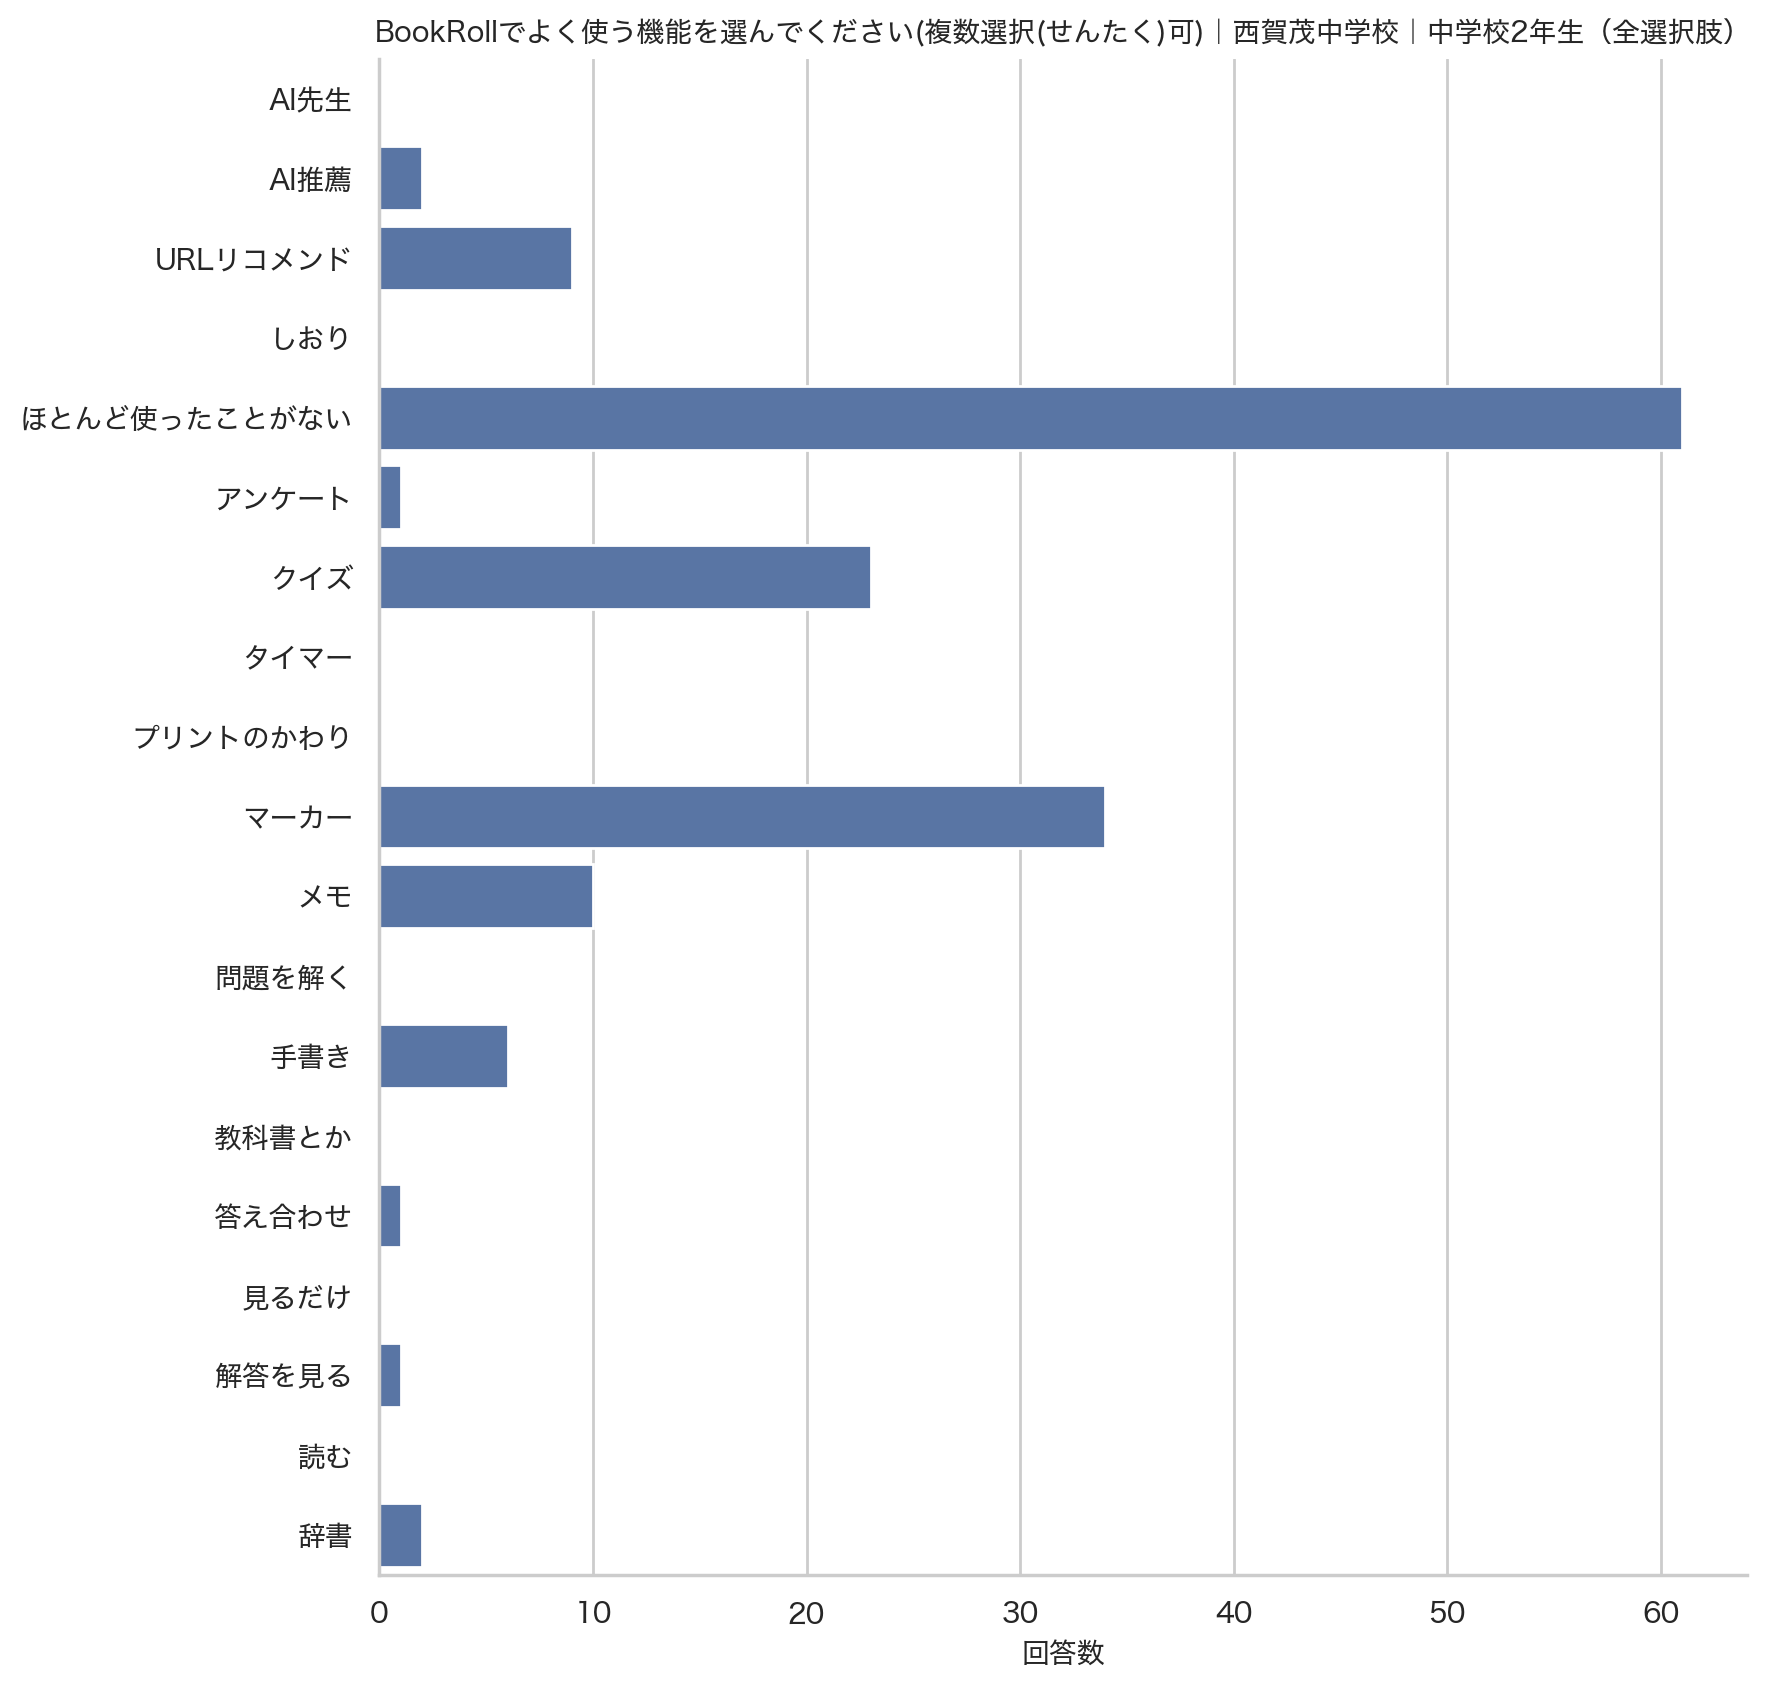 BookRollでよく使う機能を選んでください(複数選択(せんたく)可)｜西賀茂中学校｜中学校2年生（全選択肢）
AI先生
AI推薦
URLリコメンド
しおり
ほとんど使ったことがない
アンケート
クイズ
タイマー
プリントのかわり
マーカー
メモ
問題を解く
手書き
教科書とか
答え合わせ
見るだけ
解答を見る
読む
辞書
0 10 20 30 40 50 60
回答数